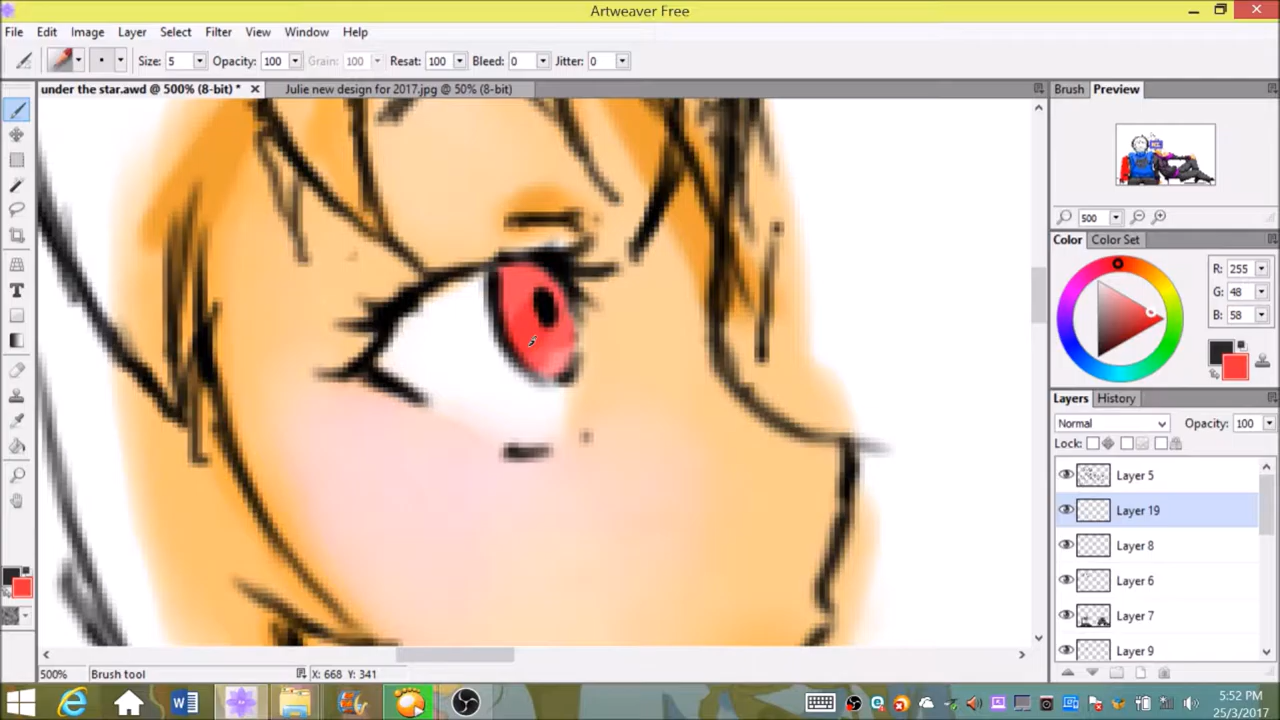 Artweaver Free
File Edit Image Layer Select Filter View Window Help
Size: 5 Opacity: 100 Grain: 100 Resat: 100 Bleed: 0 Jitter: 0
under the star.awd @ 500% (8-bit) * Julie new design for 2017.jpg @ 50% (8-bit)
Brush Preview
500
Color Color Set
R: 255
G: 48
B: 58
Layers History
Normal Opacity: 100
Lock:
Layer 5
Layer 19
Layer 8
Layer 6
Layer 7
Layer 9
500% Brush tool X: 668 Y: 341
5:52 PM
25/3/2017